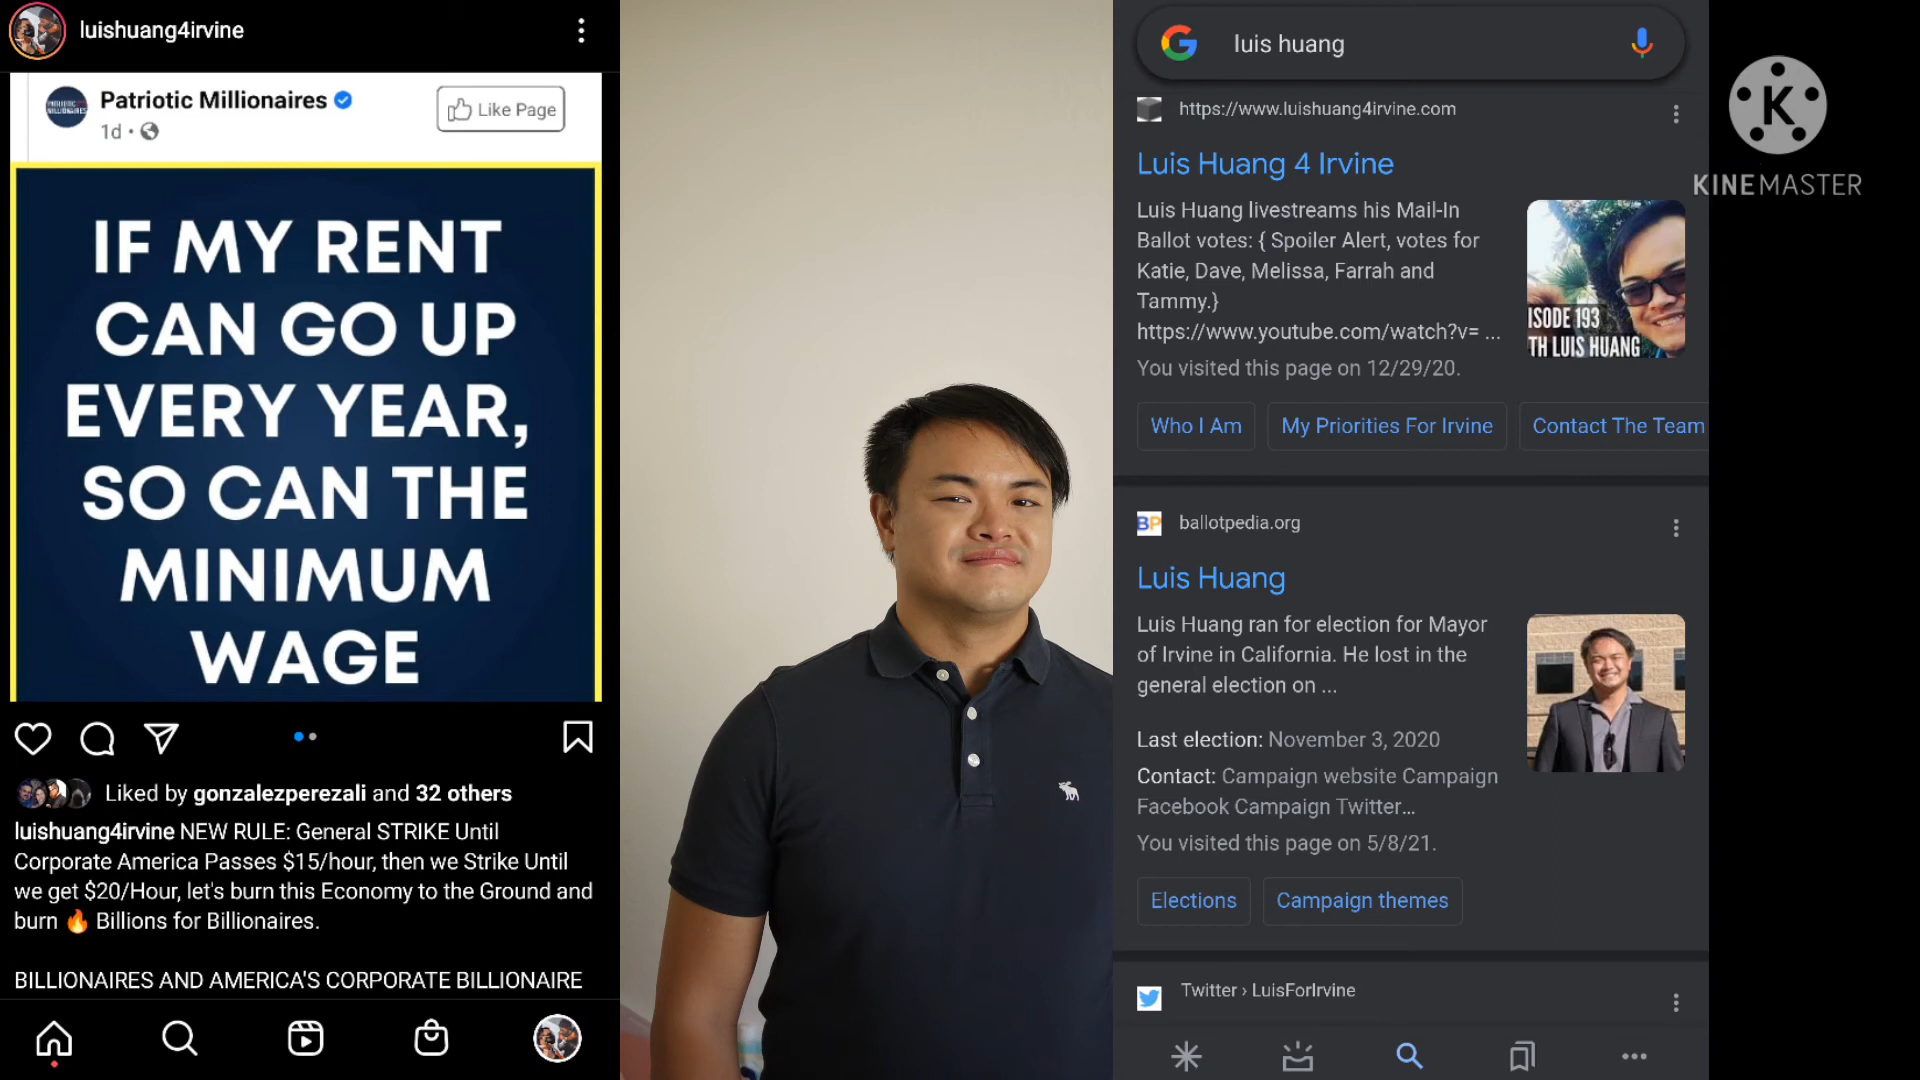 luishuang4irvine
Patriotic Millionaires
1d
Like Page
IF MY RENT
CAN GO UP
EVERY YEAR,
SO CAN THE
MINIMUM
WAGE
Liked by gonzalezperezali and 32 others
luishuang4irvine NEW RULE: General STRIKE Until
Corporate America Passes $15/hour, then we Strike Until
we get $20/Hour, let's burn this Economy to the Ground and
burn 🔥 Billions for Billionaires.
BILLIONAIRES AND AMERICA'S CORPORATE BILLIONAIRE
luis huang
https://www.luishuang4irvine.com
Luis Huang 4 Irvine
Luis Huang livestreams his Mail-In
Ballot votes: { Spoiler Alert, votes for
Katie, Dave, Melissa, Farrah and
Tammy.}
https://www.youtube.com/watch?v= ...
You visited this page on 12/29/20.
ISODE 193
TH LUIS HUANG
Who I Am
My Priorities For Irvine
Contact The Team
BP
ballotpedia.org
Luis Huang
Luis Huang ran for election for Mayor
of Irvine in California. He lost in the
general election on ...
Last election: November 3, 2020
Contact: Campaign website Campaign
Facebook Campaign Twitter...
You visited this page on 5/8/21.
Elections
Campaign themes
Twitter › LuisForIrvine
K
KINEMASTER